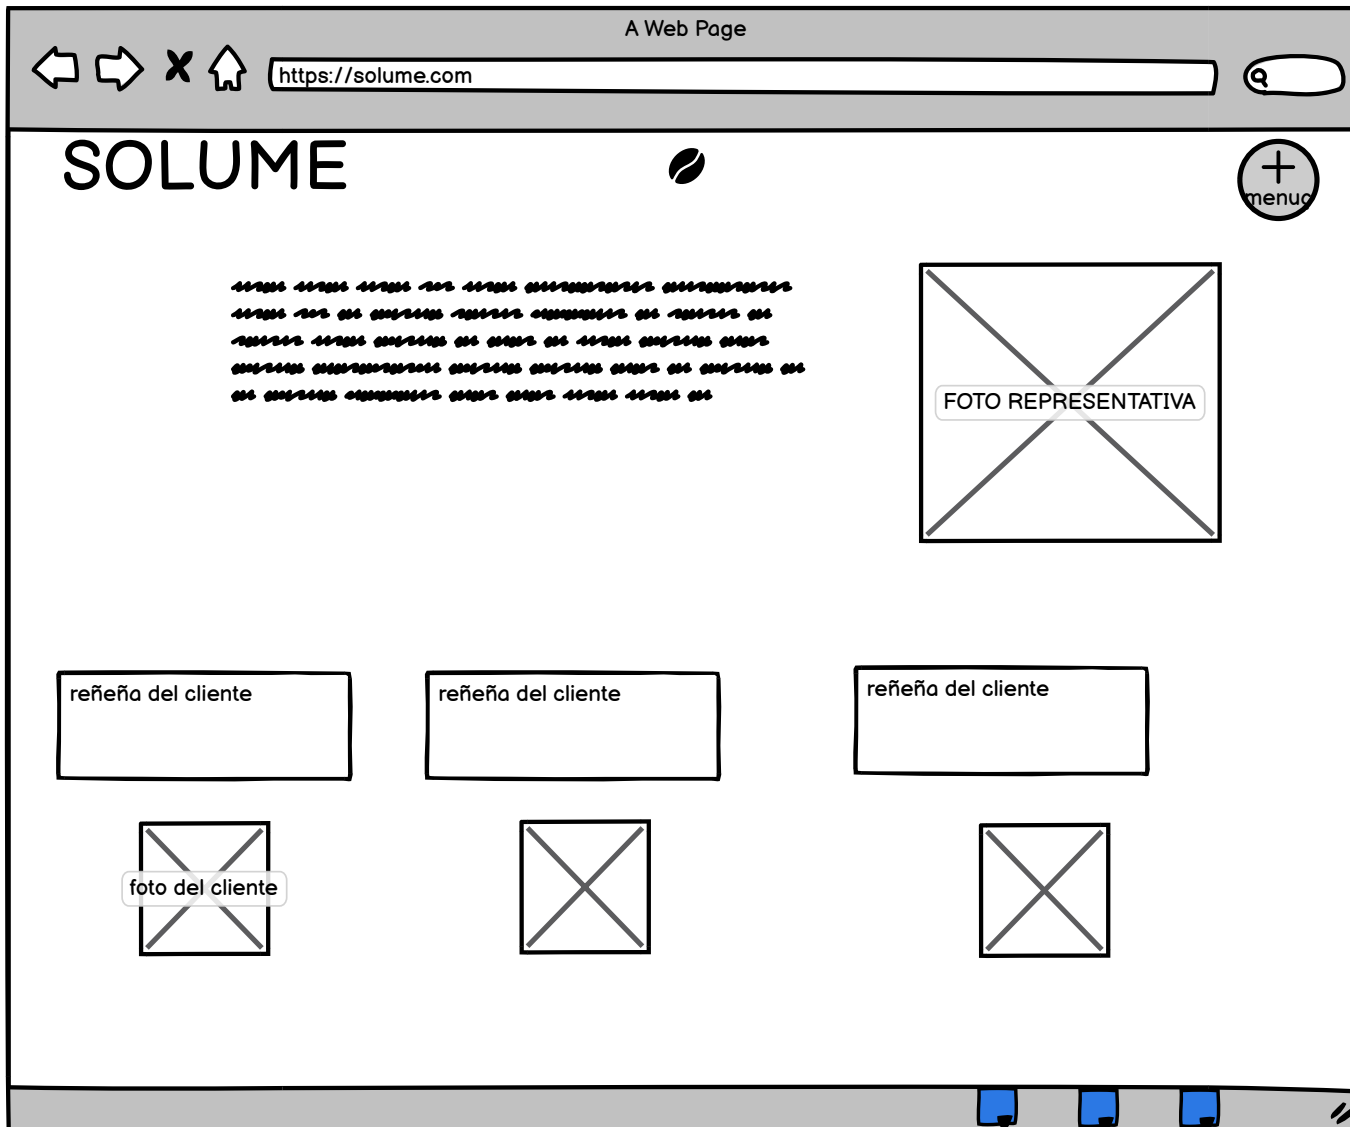 A Web Page
https://solume.com
SOLUME
menuq
FOTO REPRESENTATIVA
reñeña del cliente
reñeña del cliente
reñeña del cliente
foto del cliente